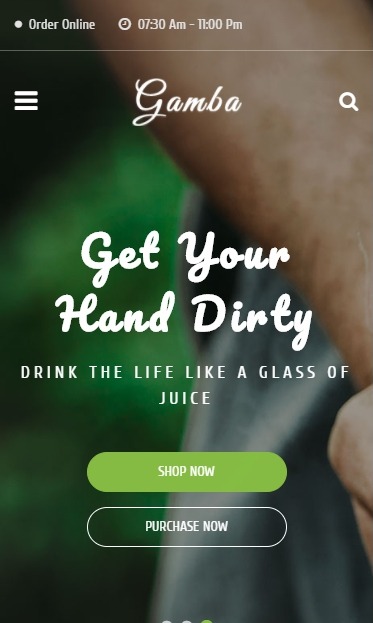 Order Online 07:30 Am - 11:00 Pm
Gamba
Get Your
Hand Dirty
DRINK THE LIFE LIKE A GLASS OF
JUICE
SHOP NOW
PURCHASE NOW